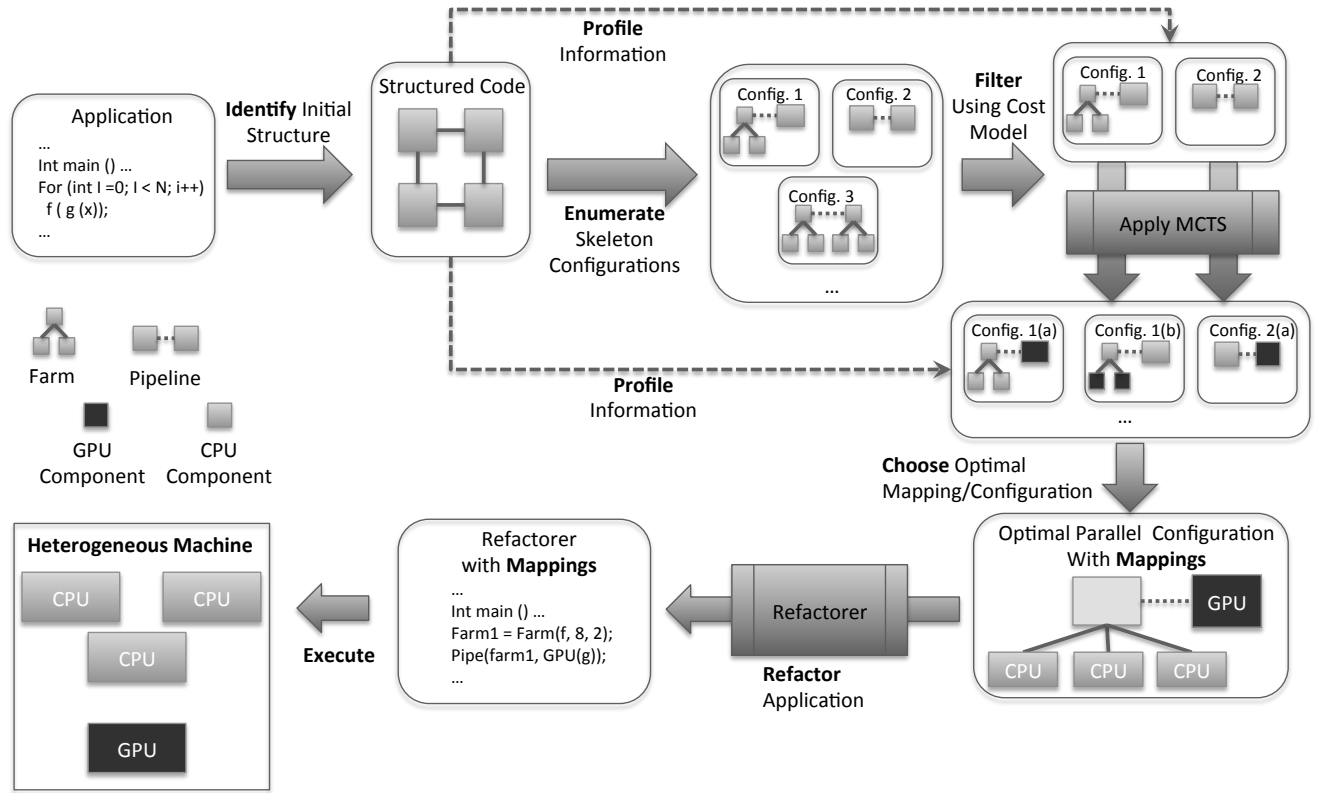 Application
...
Int main () ...
For (int I =0; I < N; i++)
f ( g (x));
...
Identify Initial
Structure
Structured Code
Profile
Information
Enumerate
Skeleton
Configurations
Config. 1
Config. 2
Config. 3
...
Filter
Using Cost
Model
Config. 1
Config. 2
Apply MCTS
Config. 1(a)
Config. 1(b)
Config. 2(a)
...
Profile
Information
Farm
Pipeline
GPU
Component
CPU
Component
Choose Optimal
Mapping/Configuration
Optimal Parallel Configuration
With Mappings
GPU
CPU
CPU
CPU
Refactorer
Refactor
Application
Refactorer
with Mappings
...
Int main () ...
Farm1 = Farm(f, 8, 2);
Pipe(farm1, GPU(g));
...
Execute
Heterogeneous Machine
CPU
CPU
CPU
GPU